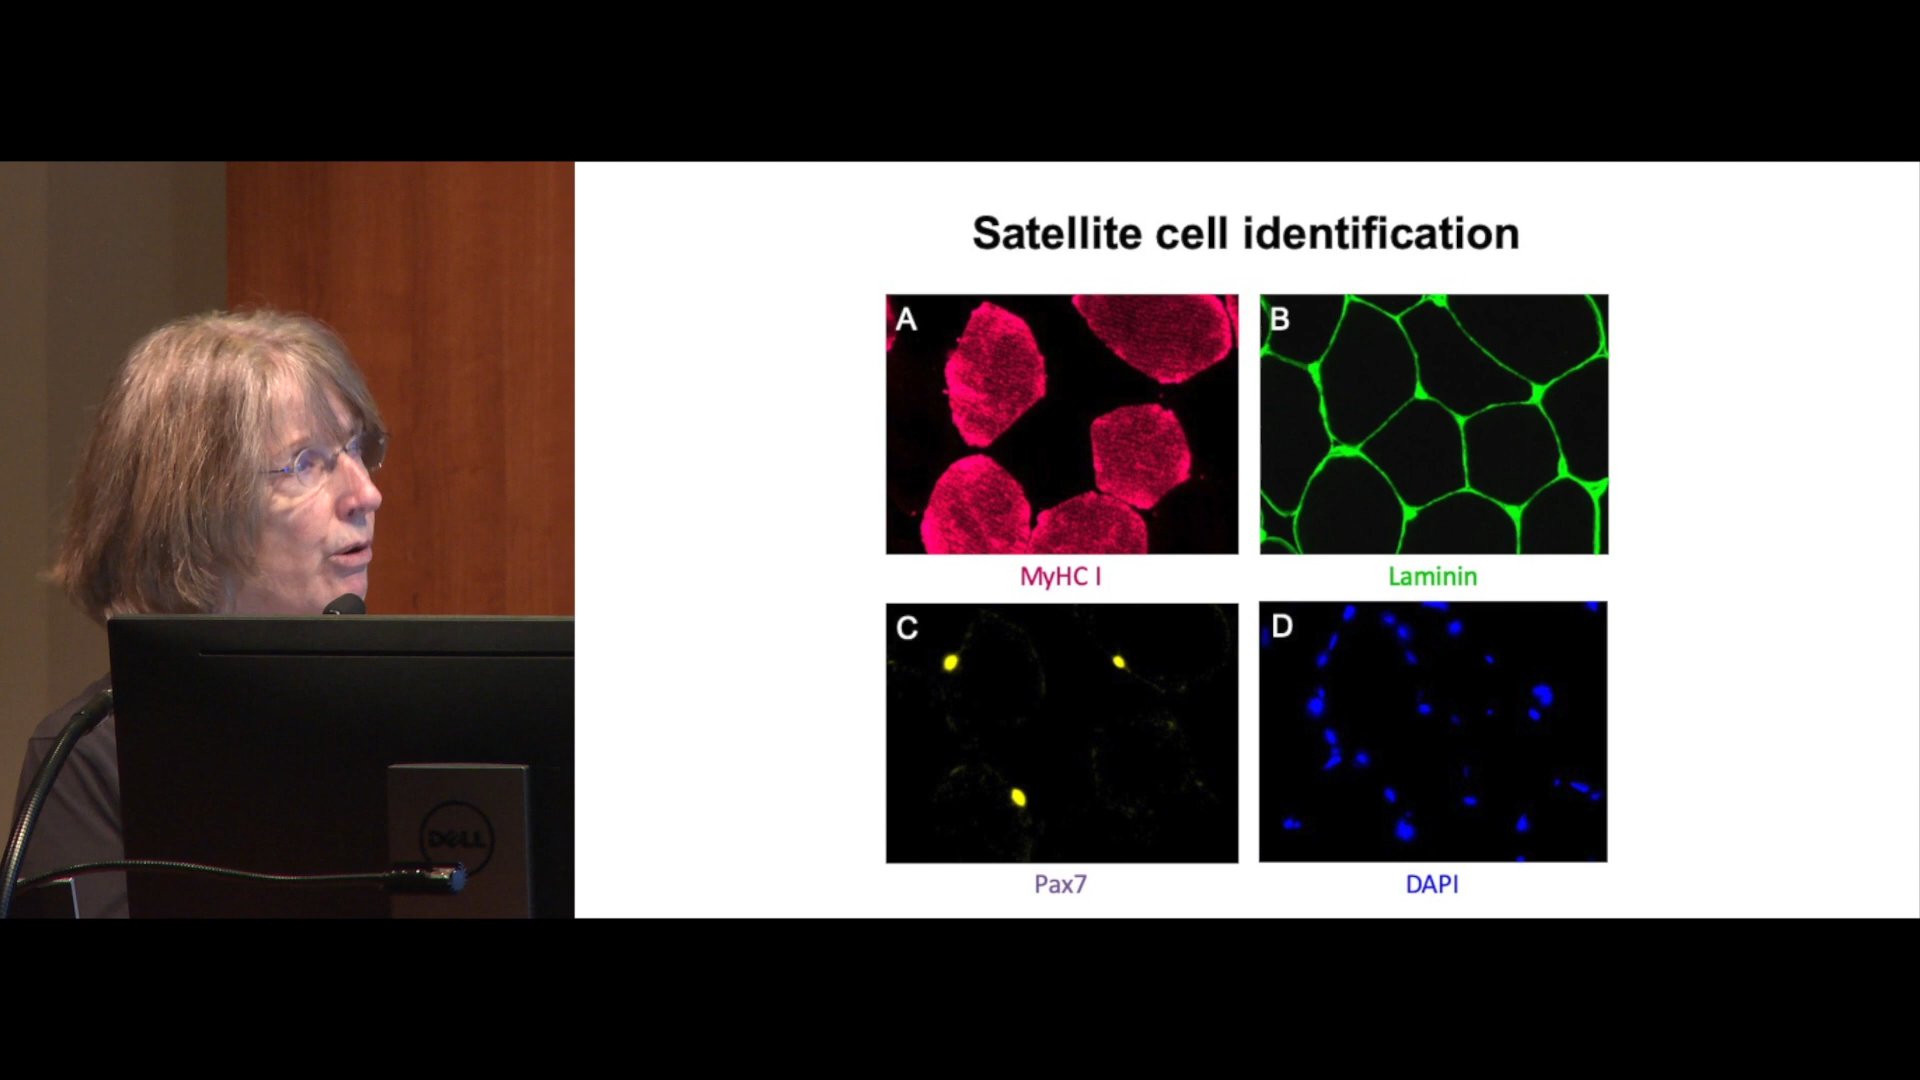 Satellite cell identification
A
B
MyHC I
Laminin
C
D
Pax7
DAPI
DELL